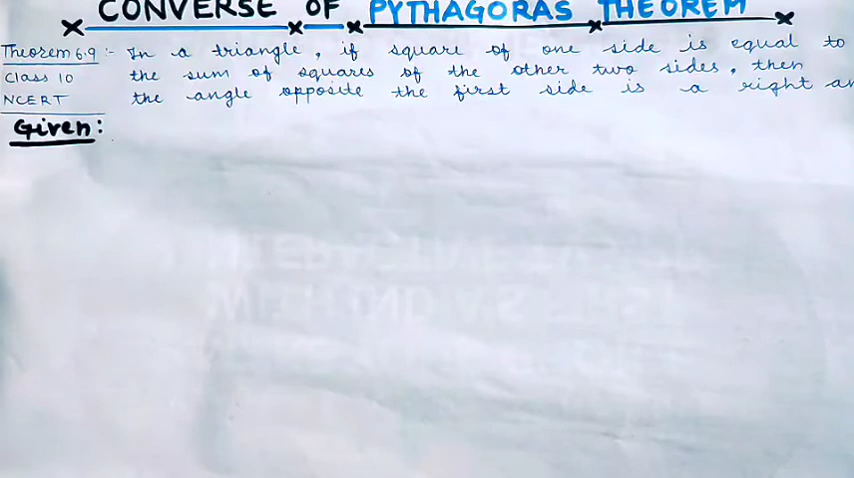 CONVERSE OF PYTHAGORAS THEOREM
Theorem 6.9 :- In a triangle, if square of one side is equal to
Class 10 the sum of squares of the other two sides, then
NCERT the angle opposite the first side is a right an
Given: